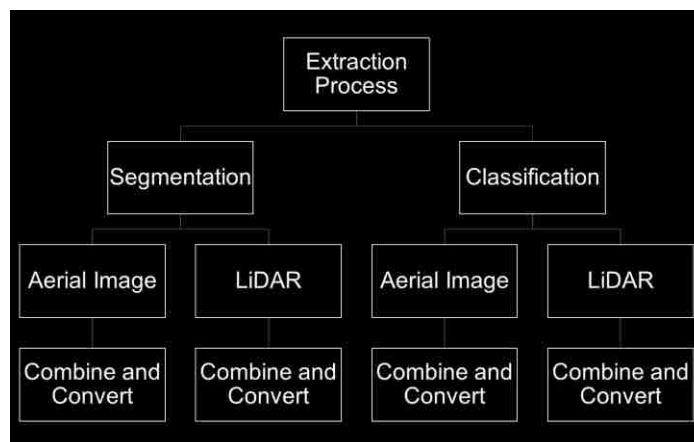 Extraction
Process
Segmentation
Classification
Aerial Image
LiDAR
Aerial Image
LiDAR
Combine and
Convert
Combine and
Convert
Combine and
Convert
Combine and
Convert